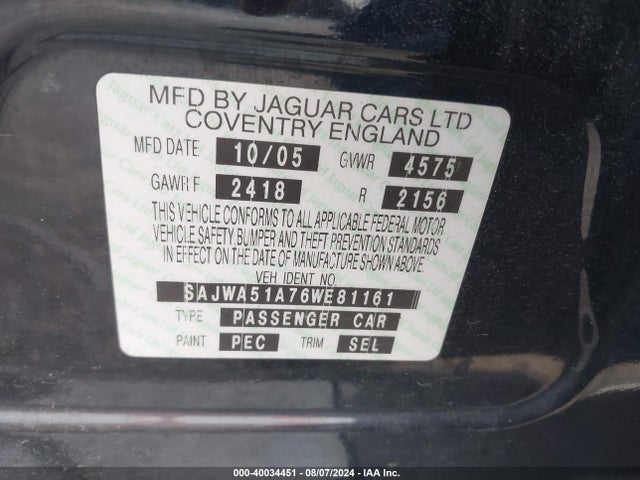 MFD BY JAGUAR CARS LTD
COVENTRY ENGLAND
MFD DATE 10/05 GVWR 4575
GAWR F 2418 R 2156
THIS VEHICLE CONFORMS TO ALL APPLICABLE FEDERAL MOTOR
VEHICLE SAFETY, BUMPER AND THEFT PREVENTION STANDARDS
IN EFFECT ON THE DATE OF MANUFACTURE SHOWN ABOVE.
VEH IDENT NO.
SAJWA51A76WE81161
TYPE PASSENGER CAR
PAINT PEC TRIM SEL
000-40034451 - 08/07/2024 - IAA Inc.